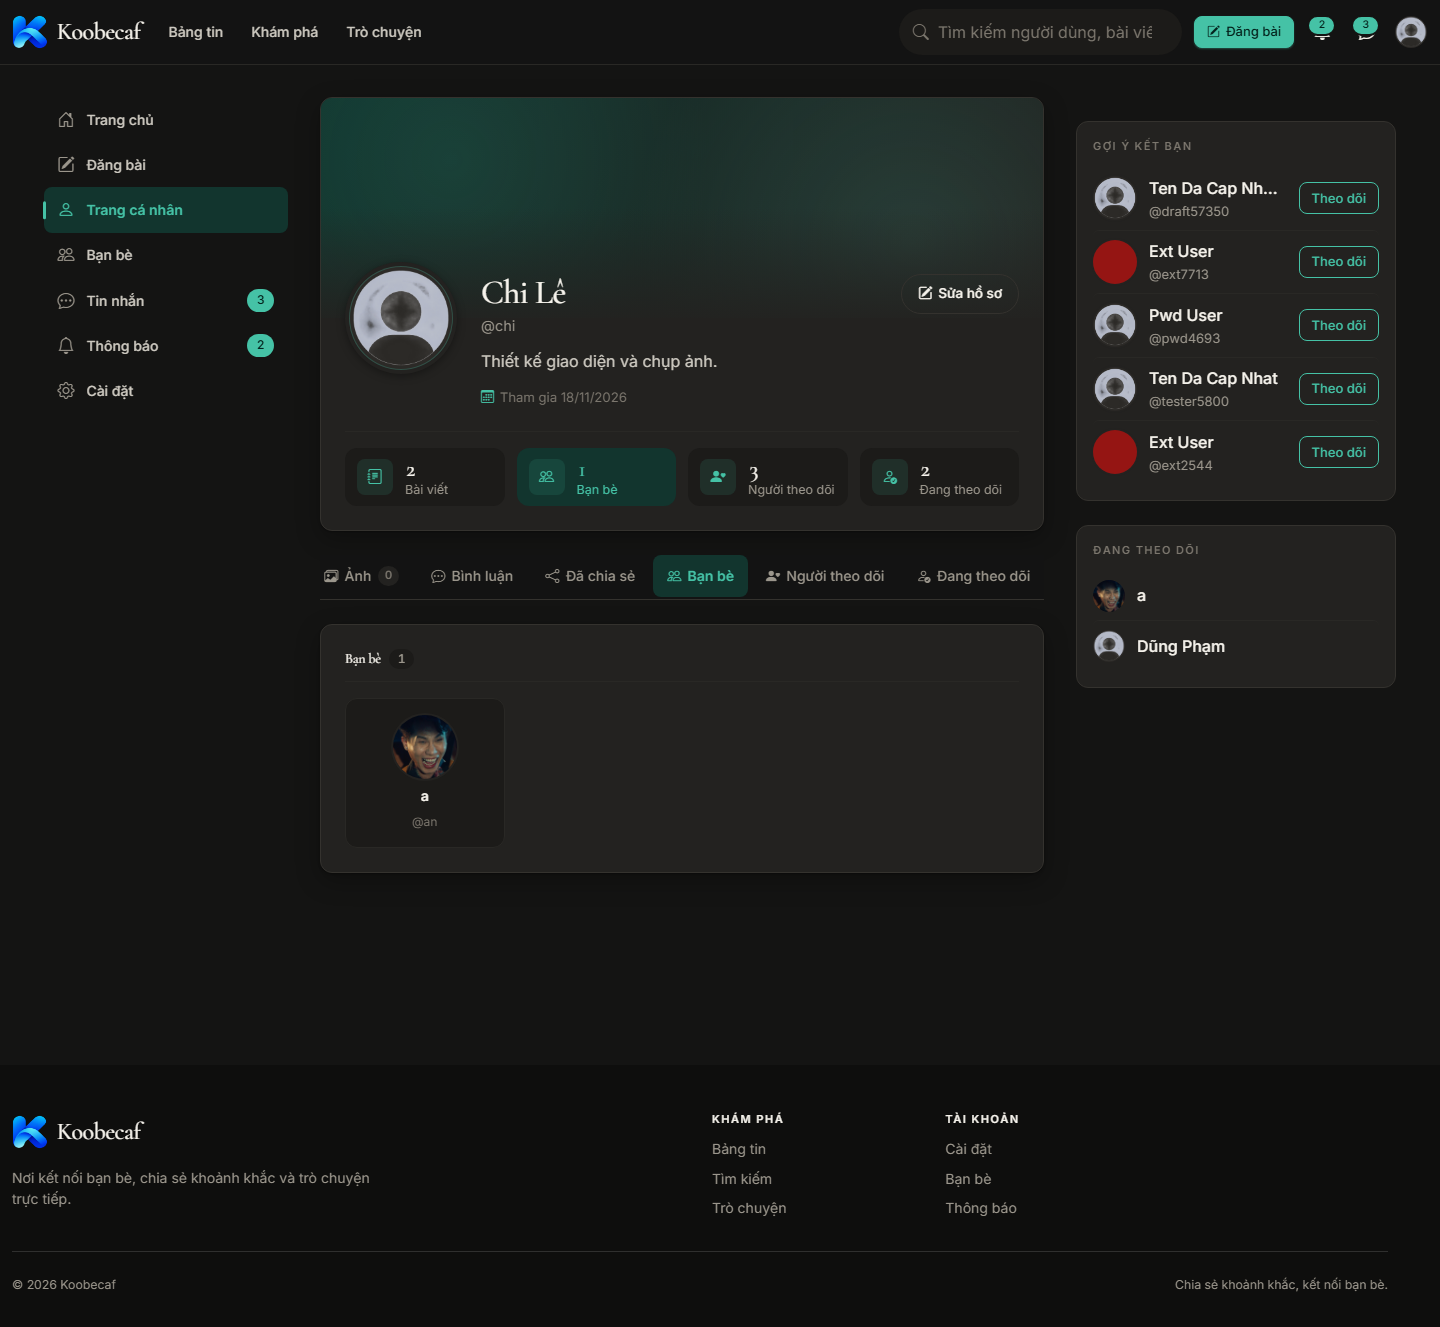 Koobecaf
Bảng tin
Khám phá
Trò chuyện
Tìm kiếm người dùng, bài viế
Đăng bài
2
3
Trang chủ
Đăng bài
Trang cá nhân
Bạn bè
Tin nhắn
3
Thông báo
2
Cài đặt
Chi Lê
@chi
Thiết kế giao diện và chụp ảnh.
Tham gia 18/11/2026
Sửa hồ sơ
2
Bài viết
1
Bạn bè
3
Người theo dõi
2
Đang theo dõi
Ảnh 0
Bình luận
Đã chia sẻ
Bạn bè
Người theo dõi
Đang theo dõi
Bạn bè 1
a
@an
GỢI Ý KẾT BẠN
Ten Da Cap Nh...
@draft57350
Theo dõi
Ext User
@ext7713
Theo dõi
Pwd User
@pwd4693
Theo dõi
Ten Da Cap Nhat
@tester5800
Theo dõi
Ext User
@ext2544
Theo dõi
ĐANG THEO DÕI
a
Dũng Phạm
Koobecaf
Nơi kết nối bạn bè, chia sẻ khoảnh khắc và trò chuyện
trực tiếp.
KHÁM PHÁ
Bảng tin
Tìm kiếm
Trò chuyện
TÀI KHOẢN
Cài đặt
Bạn bè
Thông báo
© 2026 Koobecaf
Chia sẻ khoảnh khắc, kết nối bạn bè.